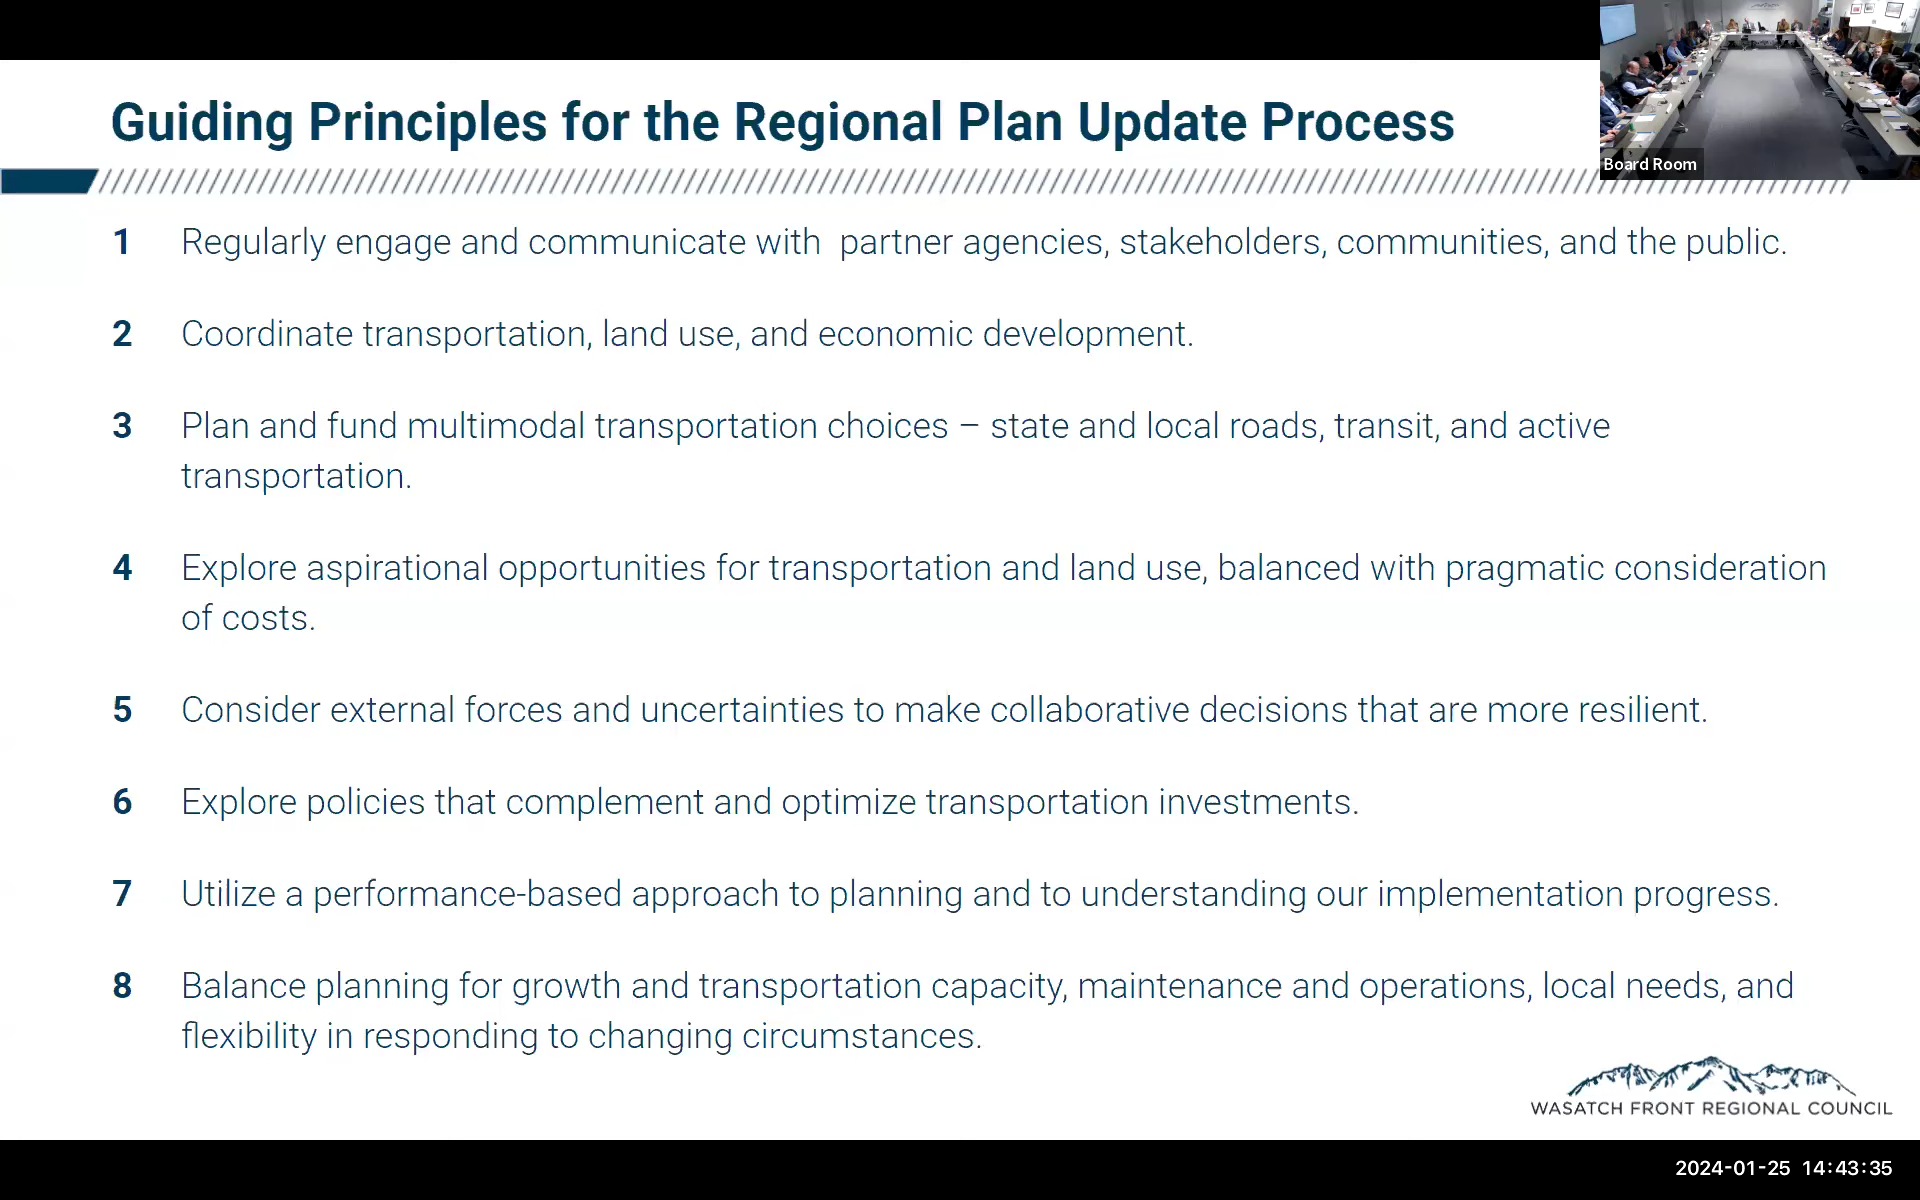 Guiding Principles for the Regional Plan Update Process
Board Room
1 Regularly engage and communicate with  partner agencies, stakeholders, communities, and the public.
2 Coordinate transportation, land use, and economic development.
3 Plan and fund multimodal transportation choices – state and local roads, transit, and active
transportation.
4 Explore aspirational opportunities for transportation and land use, balanced with pragmatic consideration
of costs.
5 Consider external forces and uncertainties to make collaborative decisions that are more resilient.
6 Explore policies that complement and optimize transportation investments.
7 Utilize a performance-based approach to planning and to understanding our implementation progress.
8 Balance planning for growth and transportation capacity, maintenance and operations, local needs, and
flexibility in responding to changing circumstances.
WASATCH FRONT REGIONAL COUNCIL
2024-01-25 14:43:35